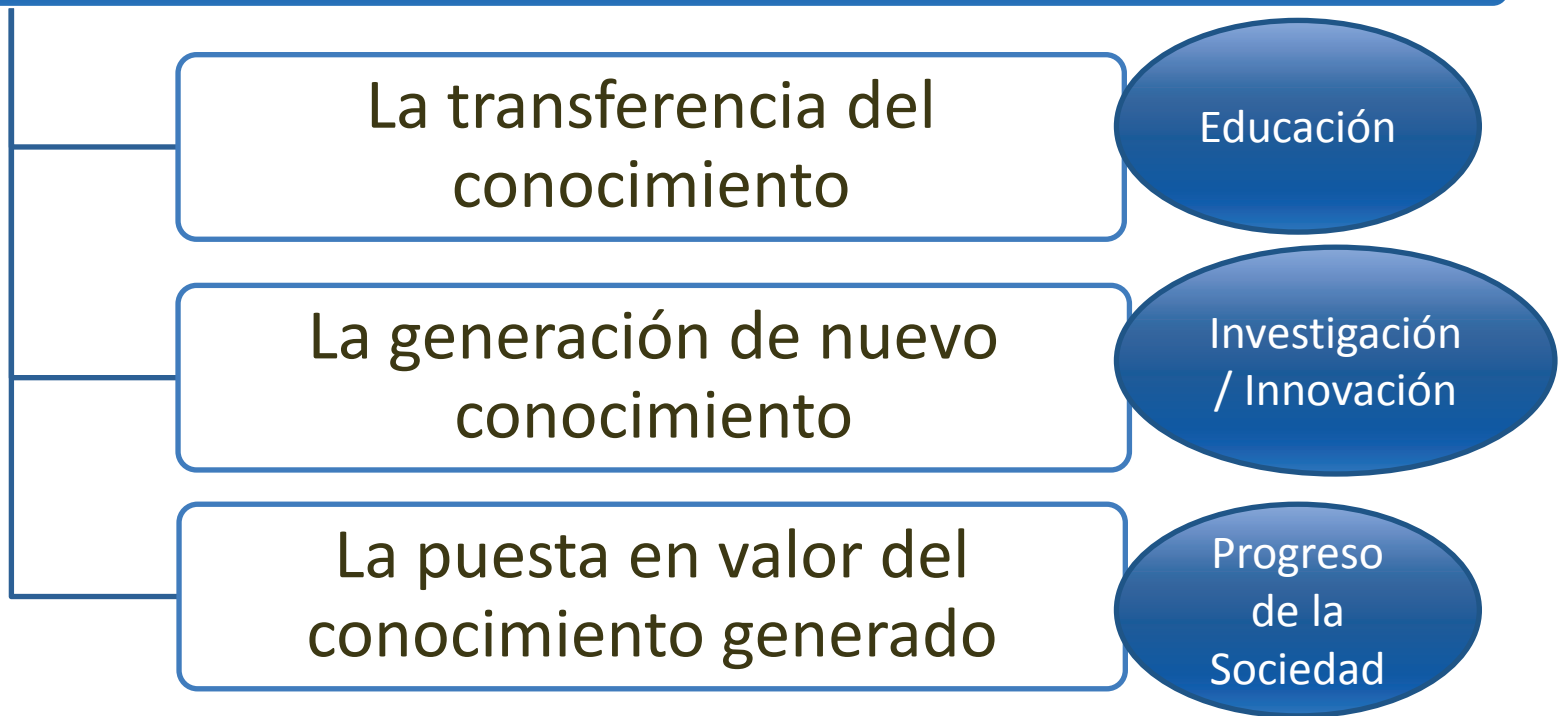 La transferencia del
conocimiento
Educación
La generación de nuevo
conocimiento
Investigación
/ Innovación
La puesta en valor del
conocimiento generado
Progreso
de la
Sociedad